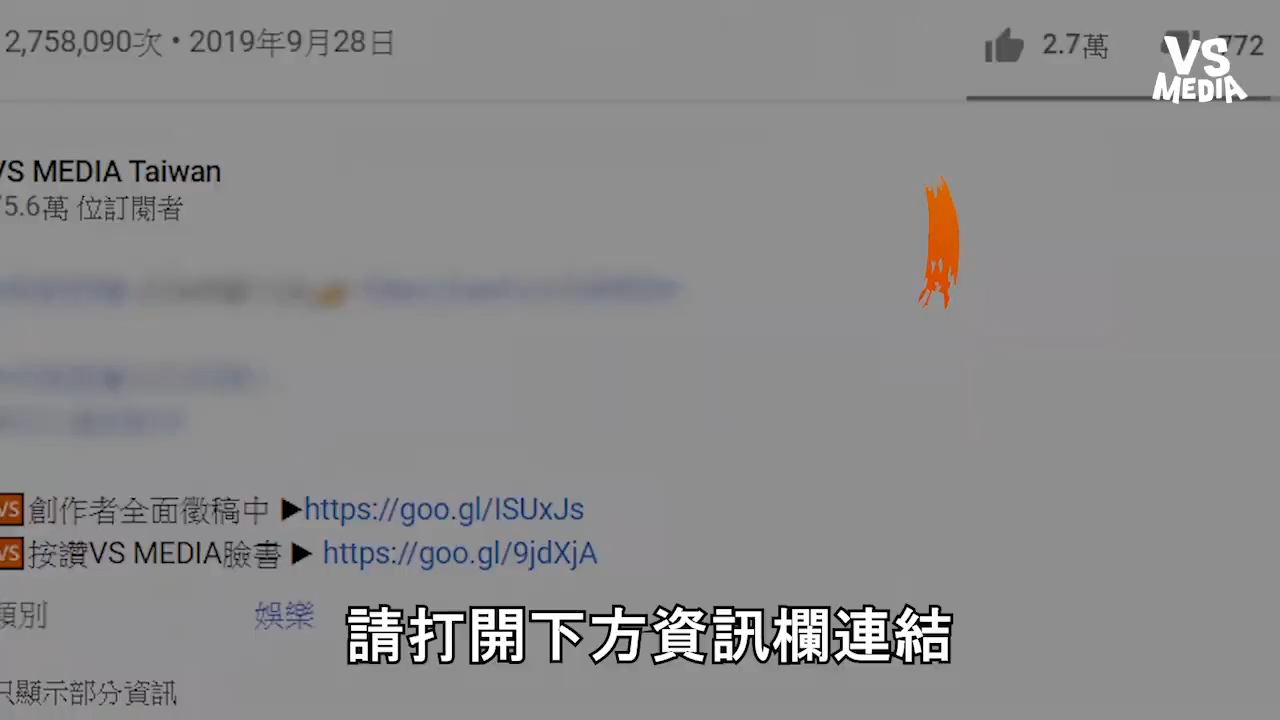 2,758,090次 • 2019年9月28日
2.7萬
772
VS MEDIA
VS MEDIA Taiwan
5.6萬 位訂閱者
VS 創作者全面徵稿中 ▶https://goo.gl/ISUxJs
VS 按讚VS MEDIA臉書 ▶ https://goo.gl/9jdXjA
類別 娛樂
請打開下方資訊欄連結
只顯示部分資訊